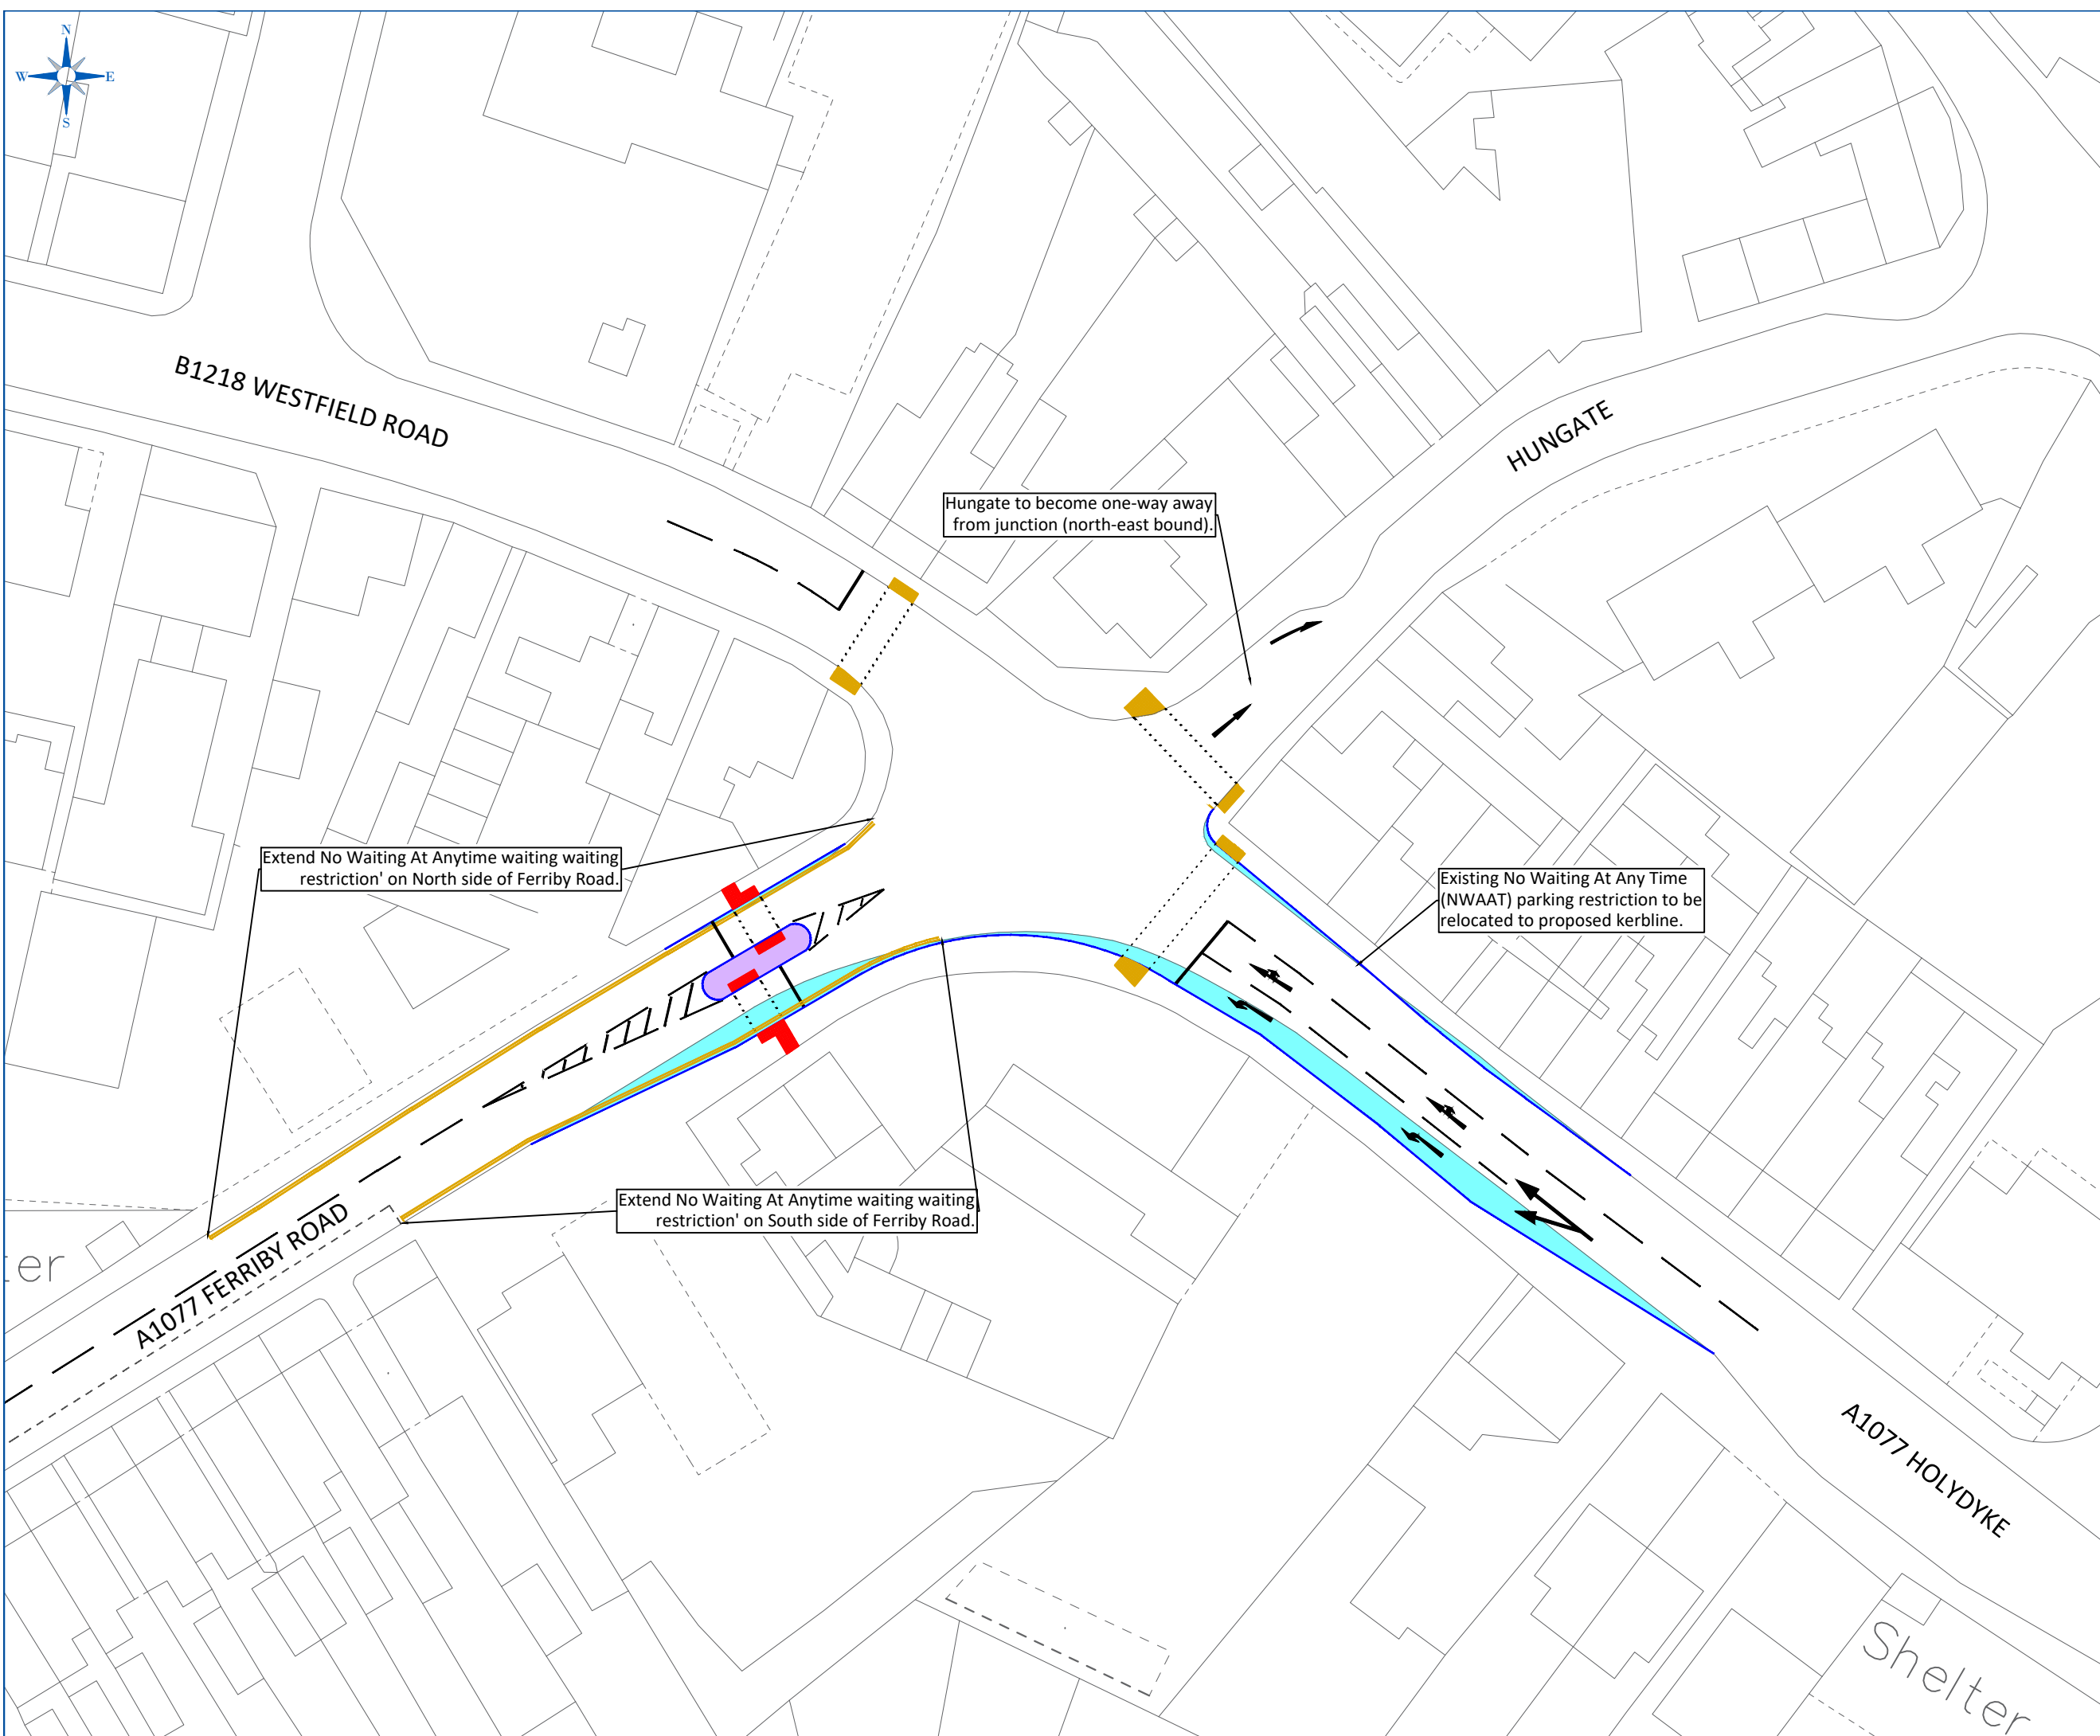 N
W E
S
B1218 WESTFIELD ROAD
HUNGATE
Hungate to become one-way away
from junction (north-east bound).
Extend No Waiting At Anytime waiting waiting
restriction' on North side of Ferriby Road.
Existing No Waiting At Any Time
(NWAAT) parking restriction to be
relocated to proposed kerbline.
Extend No Waiting At Anytime waiting waiting
restriction' on South side of Ferriby Road.
er
A1077 FERRIBY ROAD
A1077 HOLYDYKE
Shelter